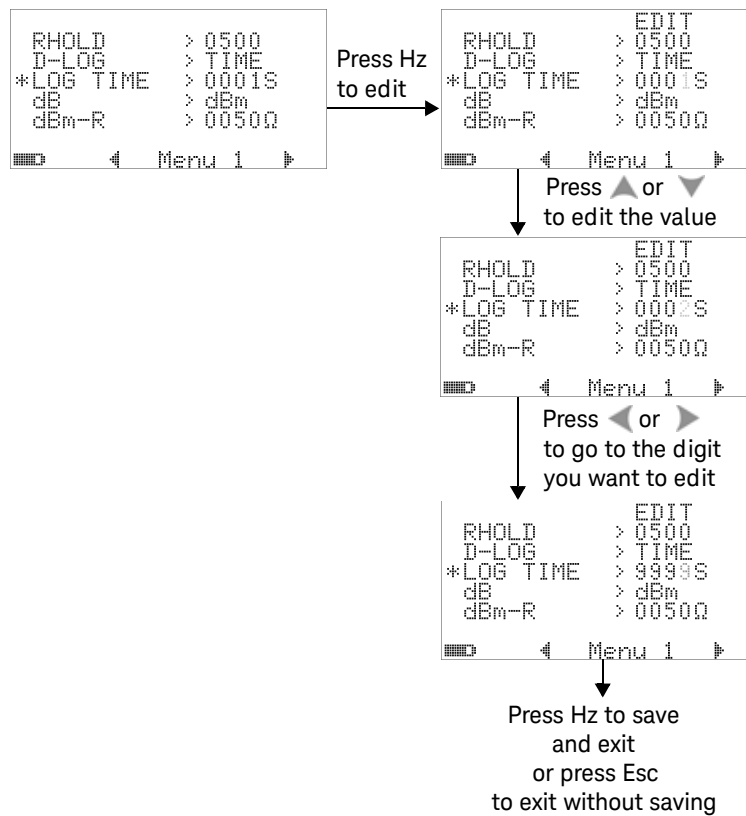 RHOLD > 0500
D-LOG > TIME
*LOG TIME > 0001S
dB > dBm
dBm-R > 0050Ω
Menu 1
Press Hz
to edit
EDIT
RHOLD > 0500
D-LOG > TIME
*LOG TIME > 0001S
dB > dBm
dBm-R > 0050Ω
Menu 1
Press ▲ or ▼
to edit the value
EDIT
RHOLD > 0500
D-LOG > TIME
*LOG TIME > 0002S
dB > dBm
dBm-R > 0050Ω
Menu 1
Press ◀ or ▶
to go to the digit
you want to edit
EDIT
RHOLD > 0500
D-LOG > TIME
*LOG TIME > 9999S
dB > dBm
dBm-R > 0050Ω
Menu 1
Press Hz to save
and exit
or press Esc
to exit without saving